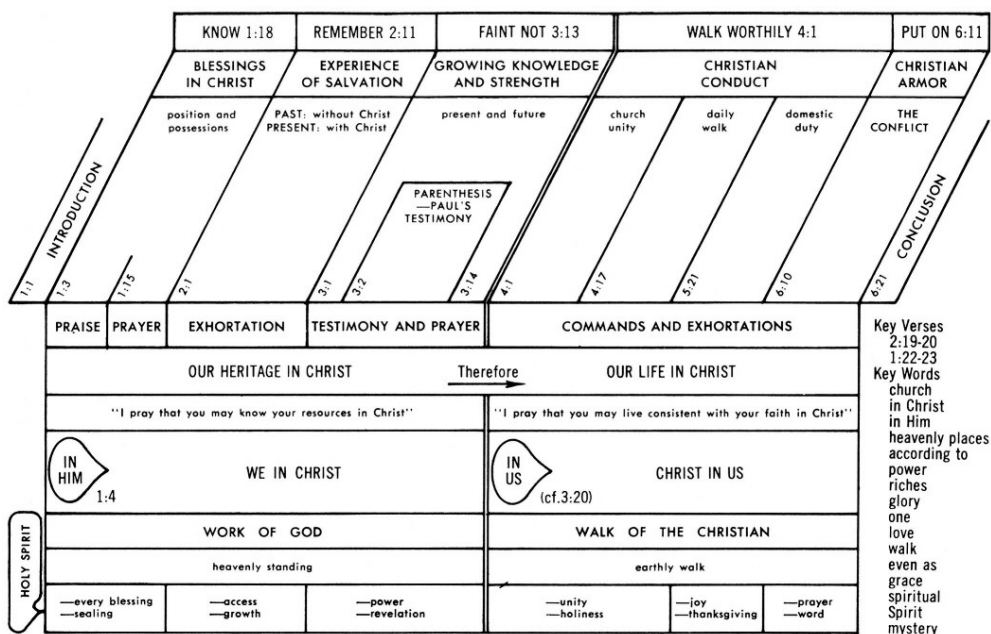 KNOW 1:18
REMEMBER 2:11
FAINT NOT 3:13
WALK WORTHILY 4:1
PUT ON 6:11
BLESSINGS
IN CHRIST
EXPERIENCE
OF SALVATION
GROWING KNOWLEDGE
AND STRENGTH
CHRISTIAN
CONDUCT
CHRISTIAN
ARMOR
position and
possessions
PAST: without Christ
PRESENT: with Christ
present and future
church
unity
daily
walk
domestic
duty
THE
CONFLICT
PARENTHESIS
—PAUL'S
TESTIMONY
INTRODUCTION
CONCLUSION
1:1
1:3
1:15
2:1
3:1
3:2
3:14
4:1
4:17
5:21
6:10
6:21
PRAISE
PRAYER
EXHORTATION
TESTIMONY AND PRAYER
COMMANDS AND EXHORTATIONS
OUR HERITAGE IN CHRIST
Therefore
OUR LIFE IN CHRIST
"I pray that you may know your resources in Christ"
"I pray that you may live consistent with your faith in Christ"
IN
HIM
1:4
WE IN CHRIST
IN
US
(cf.3:20)
CHRIST IN US
WORK OF GOD
WALK OF THE CHRISTIAN
heavenly standing
earthly walk
HOLY SPIRIT
—every blessing
—sealing
—access
—growth
—power
—revelation
—unity
—holiness
—joy
—thanksgiving
—prayer
—word
Key Verses
2:19-20
1:22-23
Key Words
church
in Christ
in Him
heavenly places
according to
power
riches
glory
one
love
walk
even as
grace
spiritual
Spirit
mystery